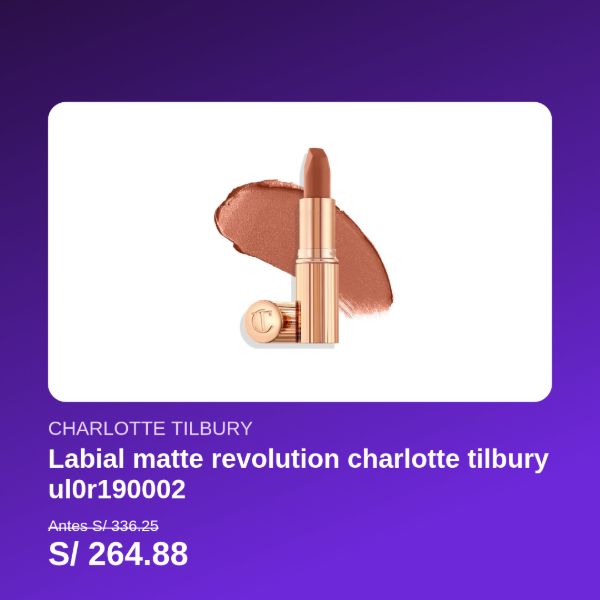 CHARLOTTE TILBURY
Labial matte revolution charlotte tilbury
ul0r190002
Antes S/ 336.25
S/ 264.88